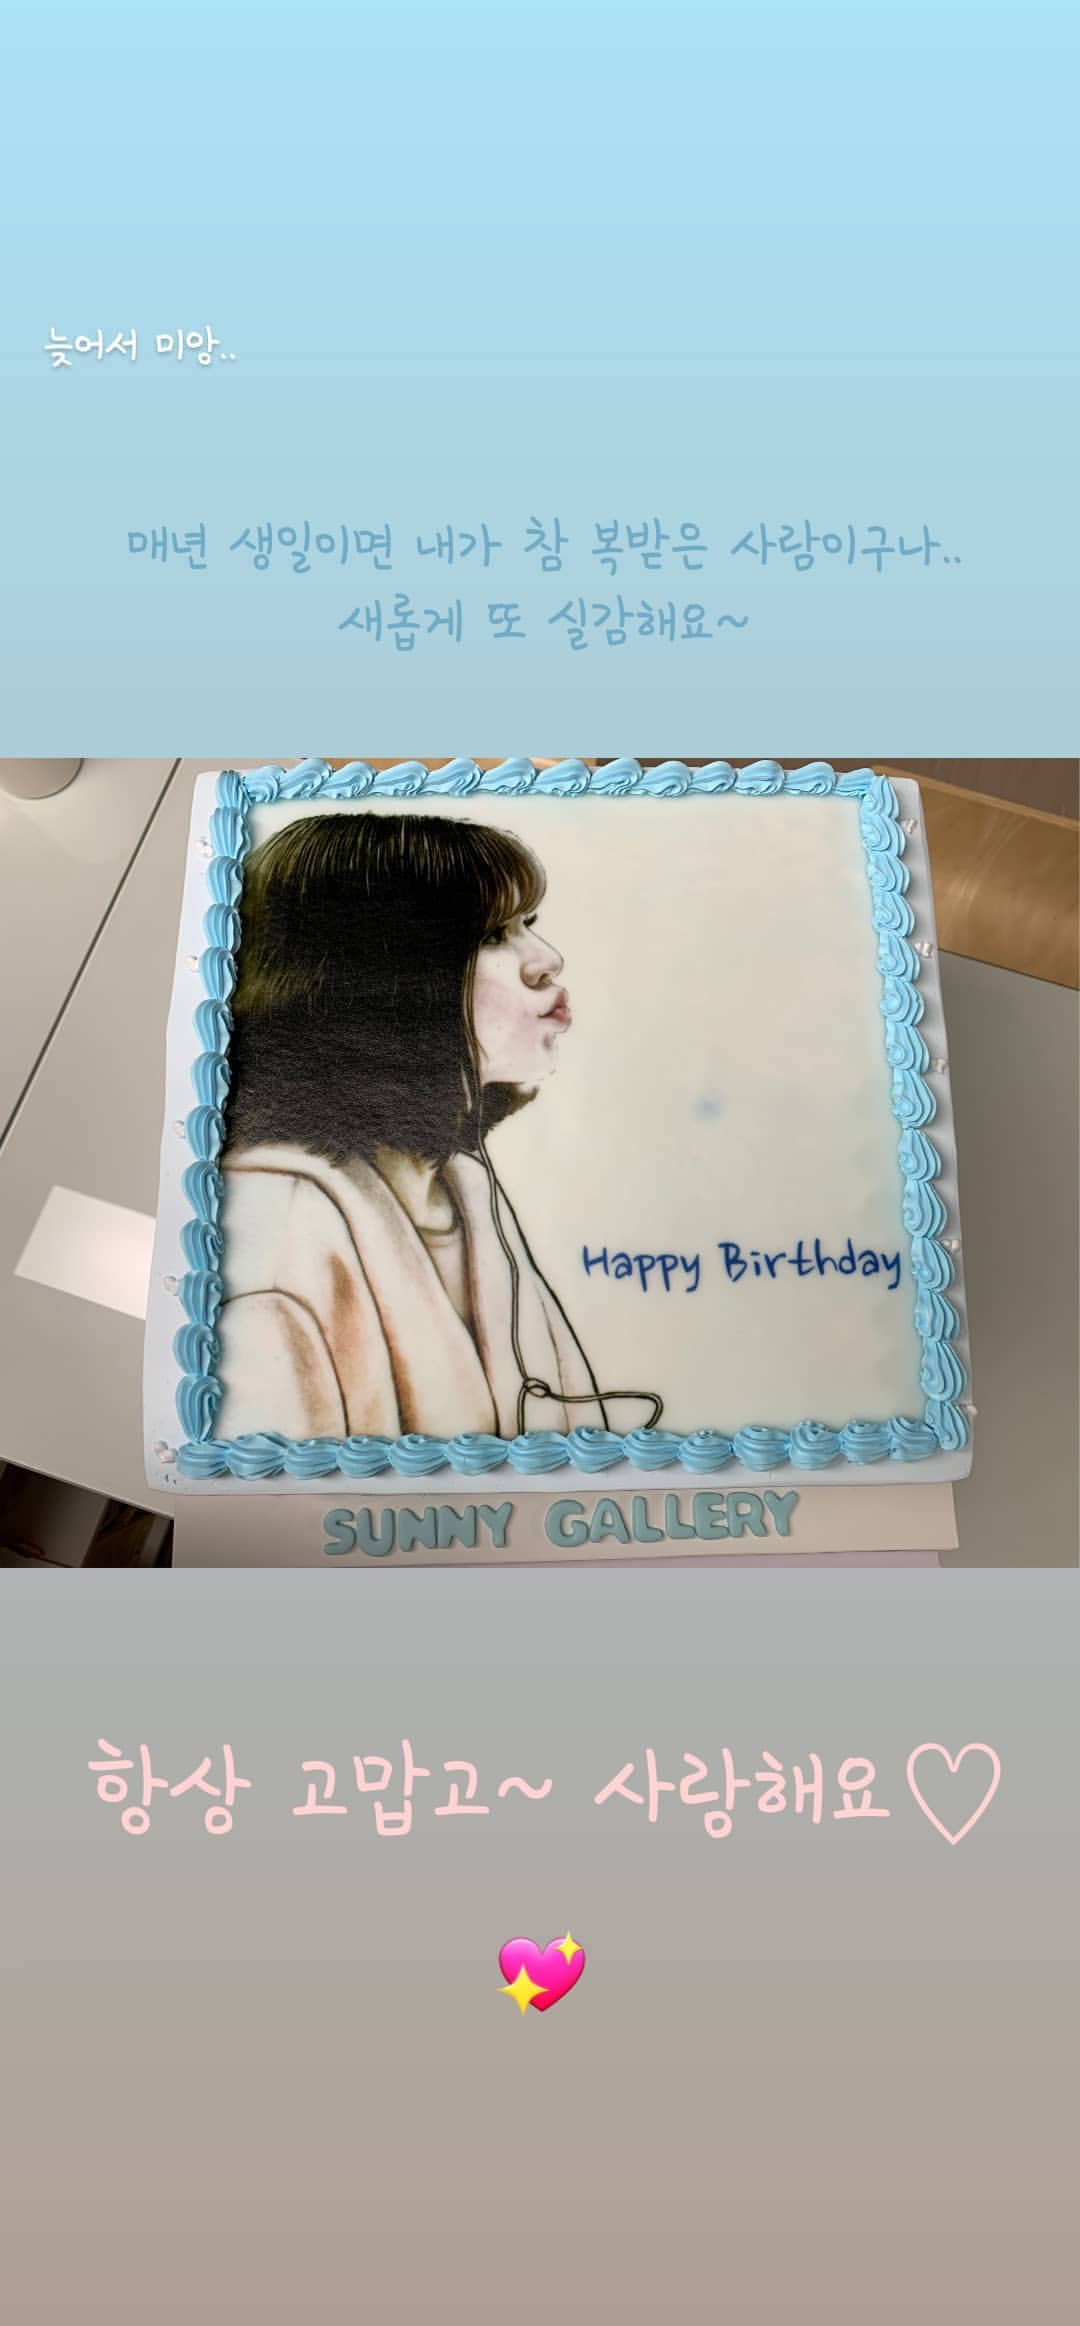 늦어서 미앙..
매년 생일이면 내가 참 복받은 사람이구나..
새롭게 또 실감해요~
Happy Birthday
SUNNY GALLERY
항상 고맙고~ 사랑해요♡